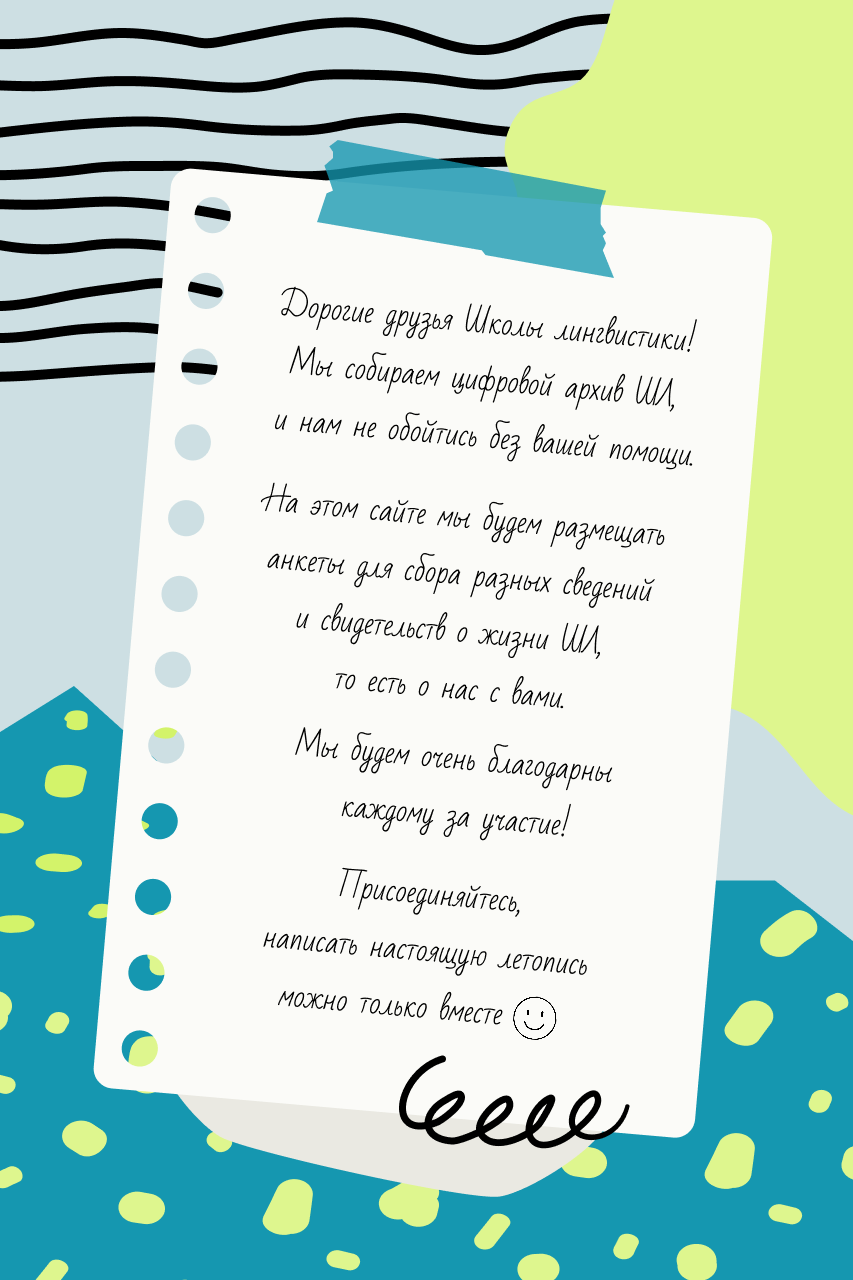 Дорогие друзья Школы лингвистики!
Мы собираем цифровой архив ШЛ,
и нам не обойтись без вашей помощи.
На этом сайте мы будем размещать
анкеты для сбора разных сведений
и свидетельств о жизни ШЛ,
то есть о нас с вами.
Мы будем очень благодарны
каждому за участие!
Присоединяйтесь,
написать настоящую летопись
можно только вместе